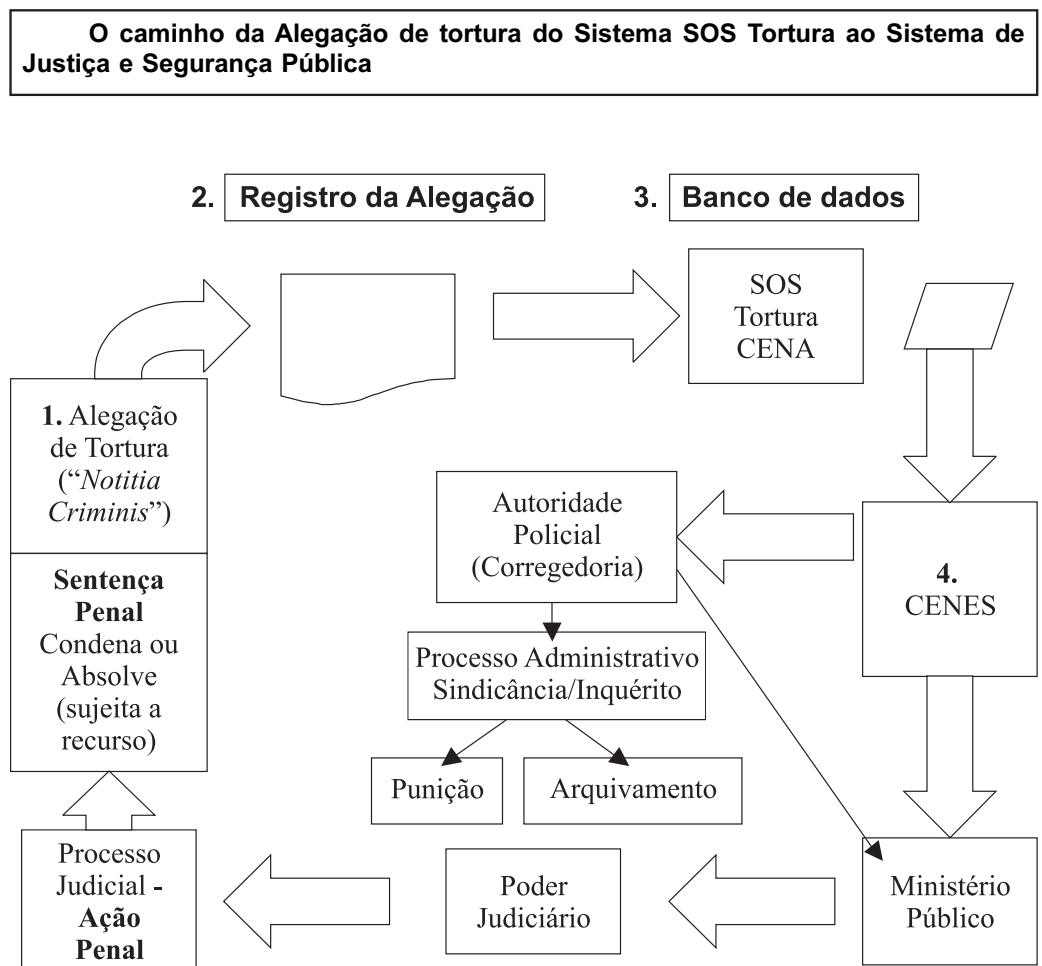 O caminho da Alegação de tortura do Sistema SOS Tortura ao Sistema de
Justiça e Segurança Pública
2. Registro da Alegação
3. Banco de dados
SOS
Tortura
CENA
1. Alegação
de Tortura
(“Notitia
Criminis”)
Autoridade
Policial
(Corregedoria)
4.
CENES
Sentença
Penal
Condena ou
Absolve
(sujeita a
recurso)
Processo Administrativo
Sindicância/Inquérito
Punição
Arquivamento
Processo
Judicial -
Ação
Penal
Poder
Judiciário
Ministério
Público